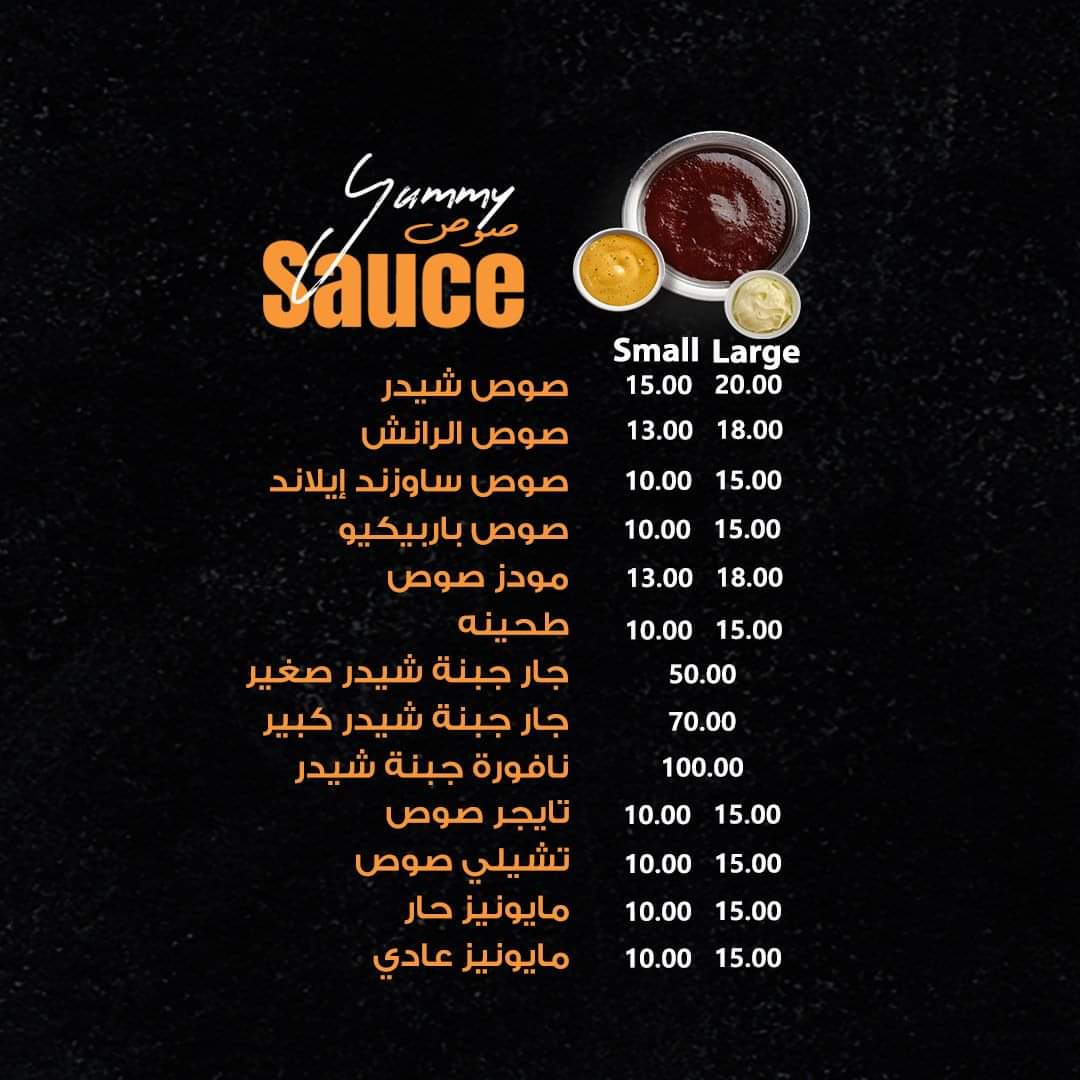 Yummy
صوص
Sauce
Small Large
صوص شيدر 15.00 20.00
صوص الرانش 13.00 18.00
صوص ساوزند إيلاند 10.00 15.00
صوص باربيكيو 10.00 15.00
مودز صوص 13.00 18.00
طحينه 10.00 15.00
جار جبنة شيدر صغير 50.00
جار جبنة شيدر كبير 70.00
نافورة جبنة شيدر 100.00
تايجر صوص 10.00 15.00
تشيلي صوص 10.00 15.00
مايونيز حار 10.00 15.00
مايونيز عادي 10.00 15.00